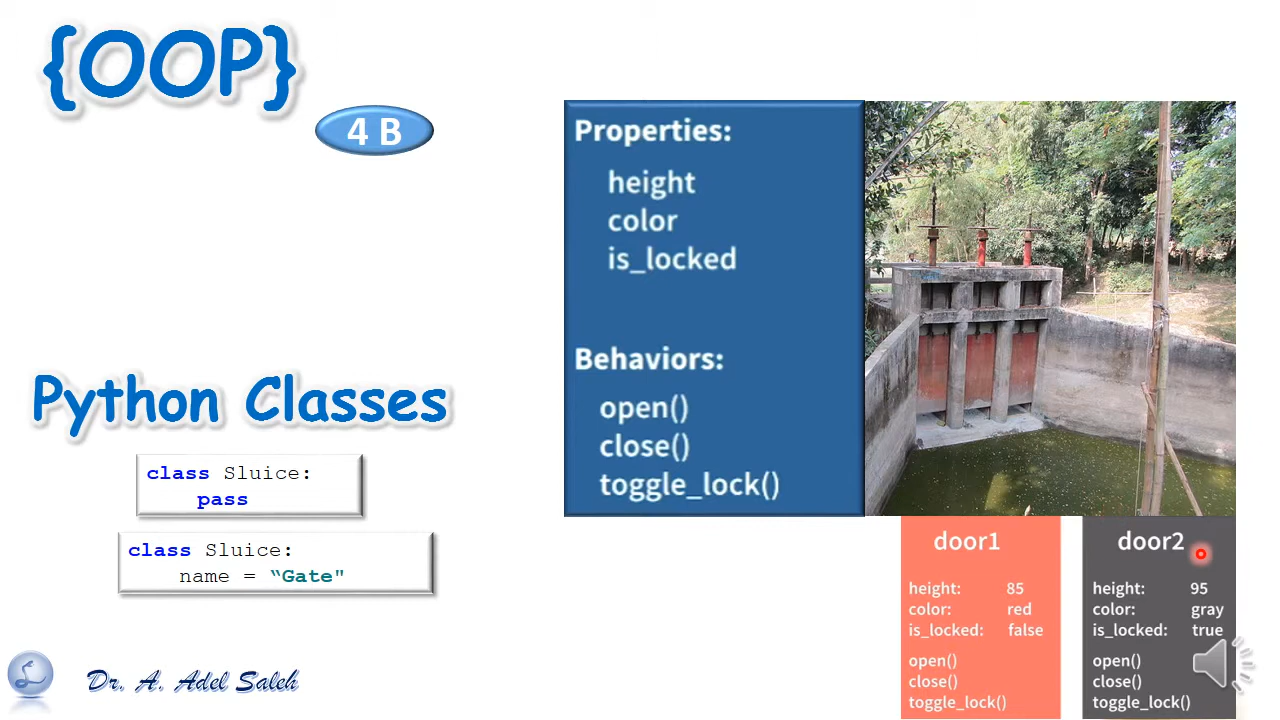 {OOP}
4 B
Properties:
height
color
is_locked
Behaviors:
open()
close()
toggle_lock()
Python Classes
class Sluice:
pass
class Sluice:
name = “Gate"
door1
height: 85
color: red
is_locked: false
open()
close()
toggle_lock()
door2
height: 95
color: gray
is_locked: true
open()
close()
toggle_lock()
Dr. A. Adel Saleh